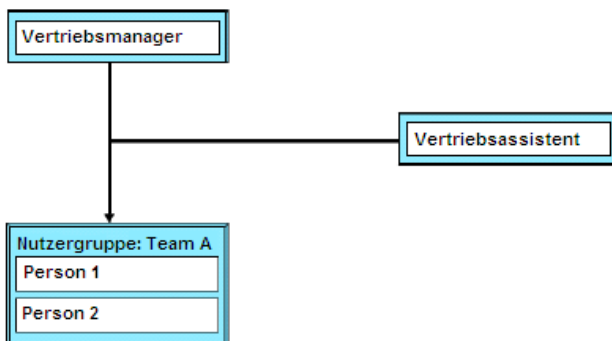 Vertriebsmanager
Vertriebsassistent
Nutzergruppe: Team A
Person 1
Person 2